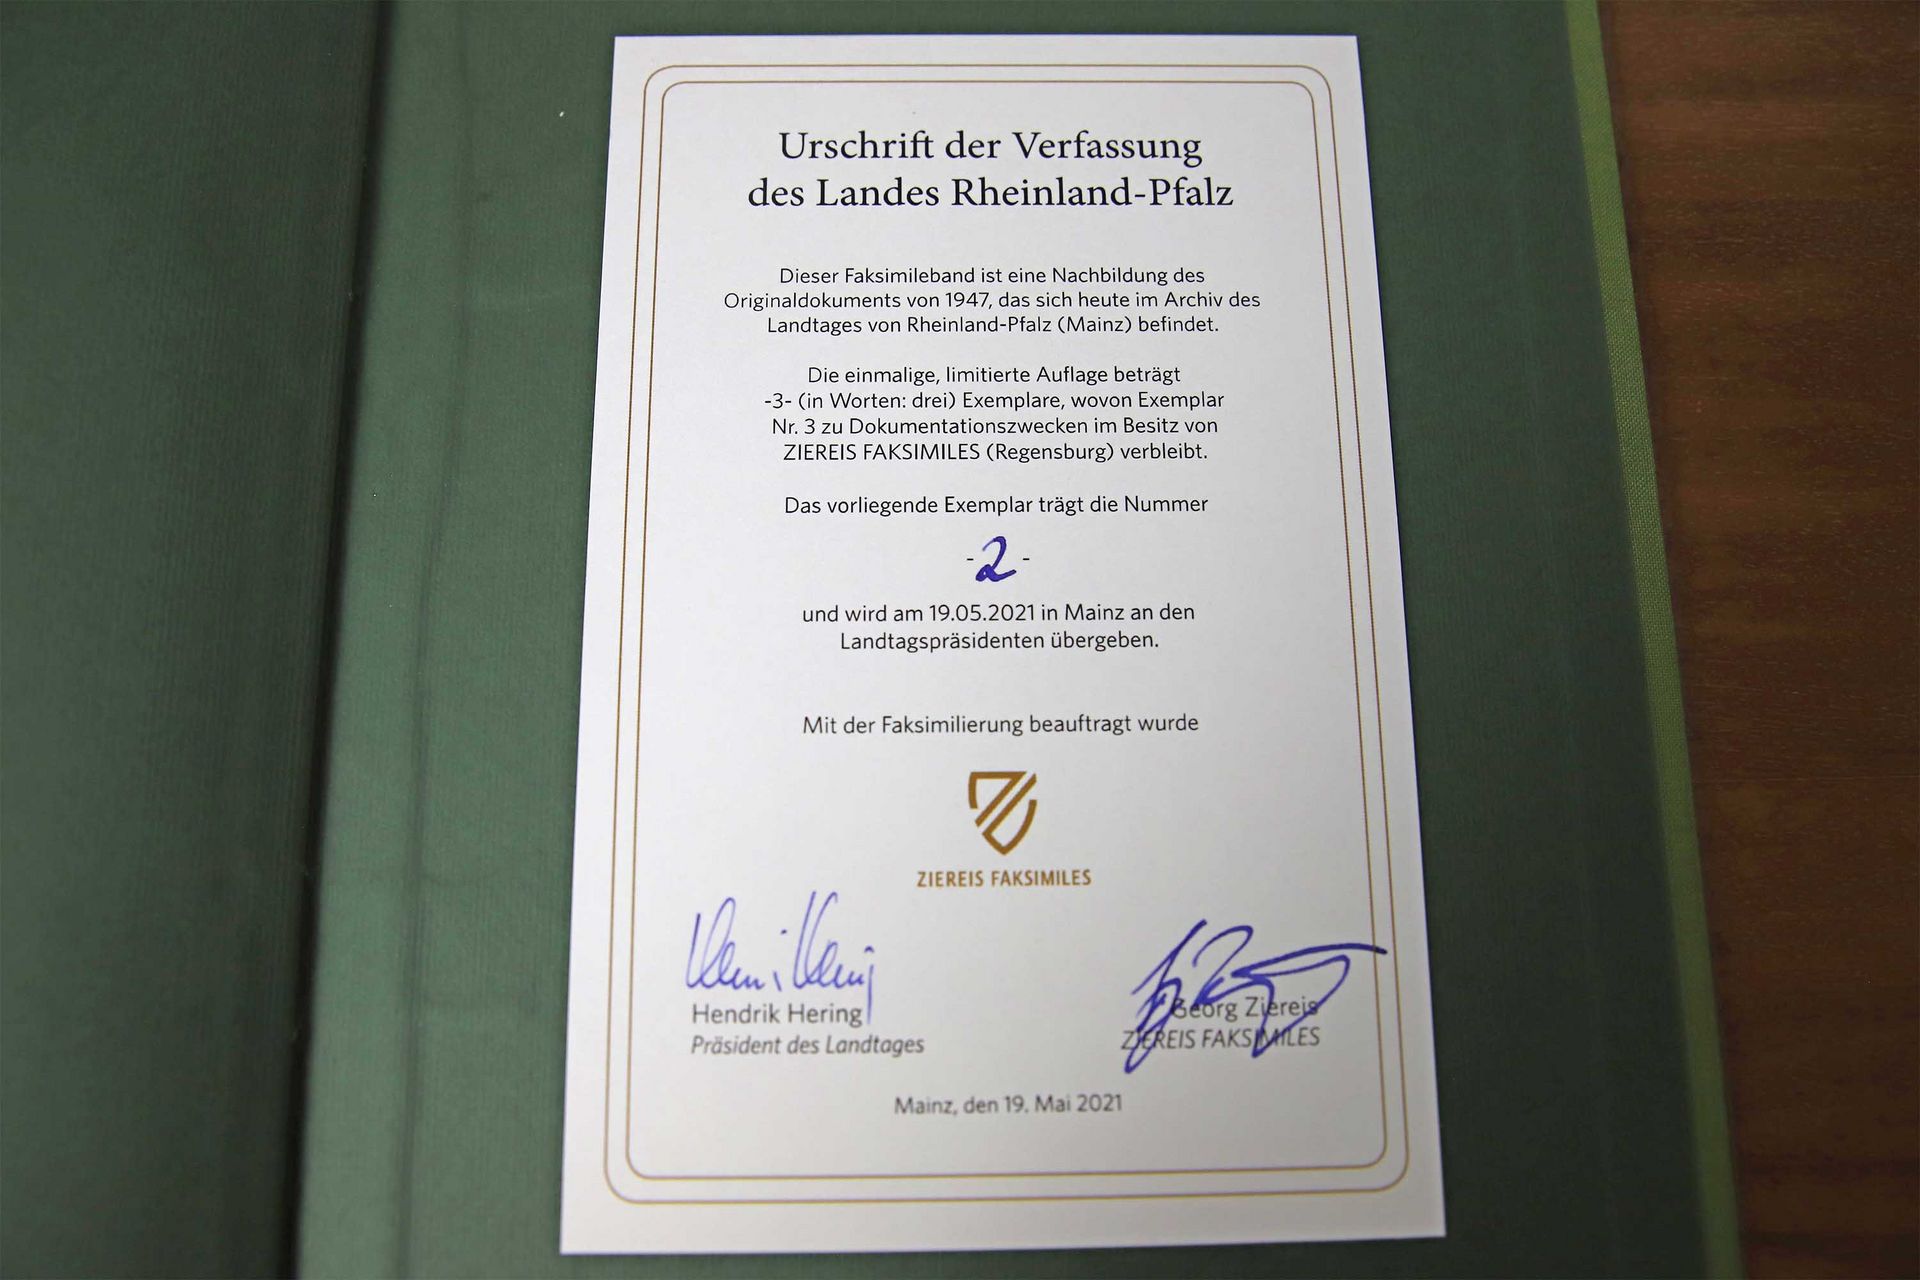 Urschrift der Verfassung
des Landes Rheinland-Pfalz
Dieser Faksimileband ist eine Nachbildung des
Originaldokuments von 1947, das sich heute im Archiv des
Landtages von Rheinland-Pfalz (Mainz) befindet.
Die einmalige, limitierte Auflage beträgt
-3- (in Worten: drei) Exemplare, wovon Exemplar
Nr. 3 zu Dokumentationszwecken im Besitz von
ZIEREIS FAKSIMILES (Regensburg) verbleibt.
Das vorliegende Exemplar trägt die Nummer
-2-
und wird am 19.05.2021 in Mainz an den
Landtagspräsidenten übergeben.
Mit der Faksimilierung beauftragt wurde
ZIEREIS FAKSIMILES
Hendrik Hering
Präsident des Landtages
Georg Ziereis
ZIEREIS FAKSIMILES
Mainz, den 19. Mai 2021